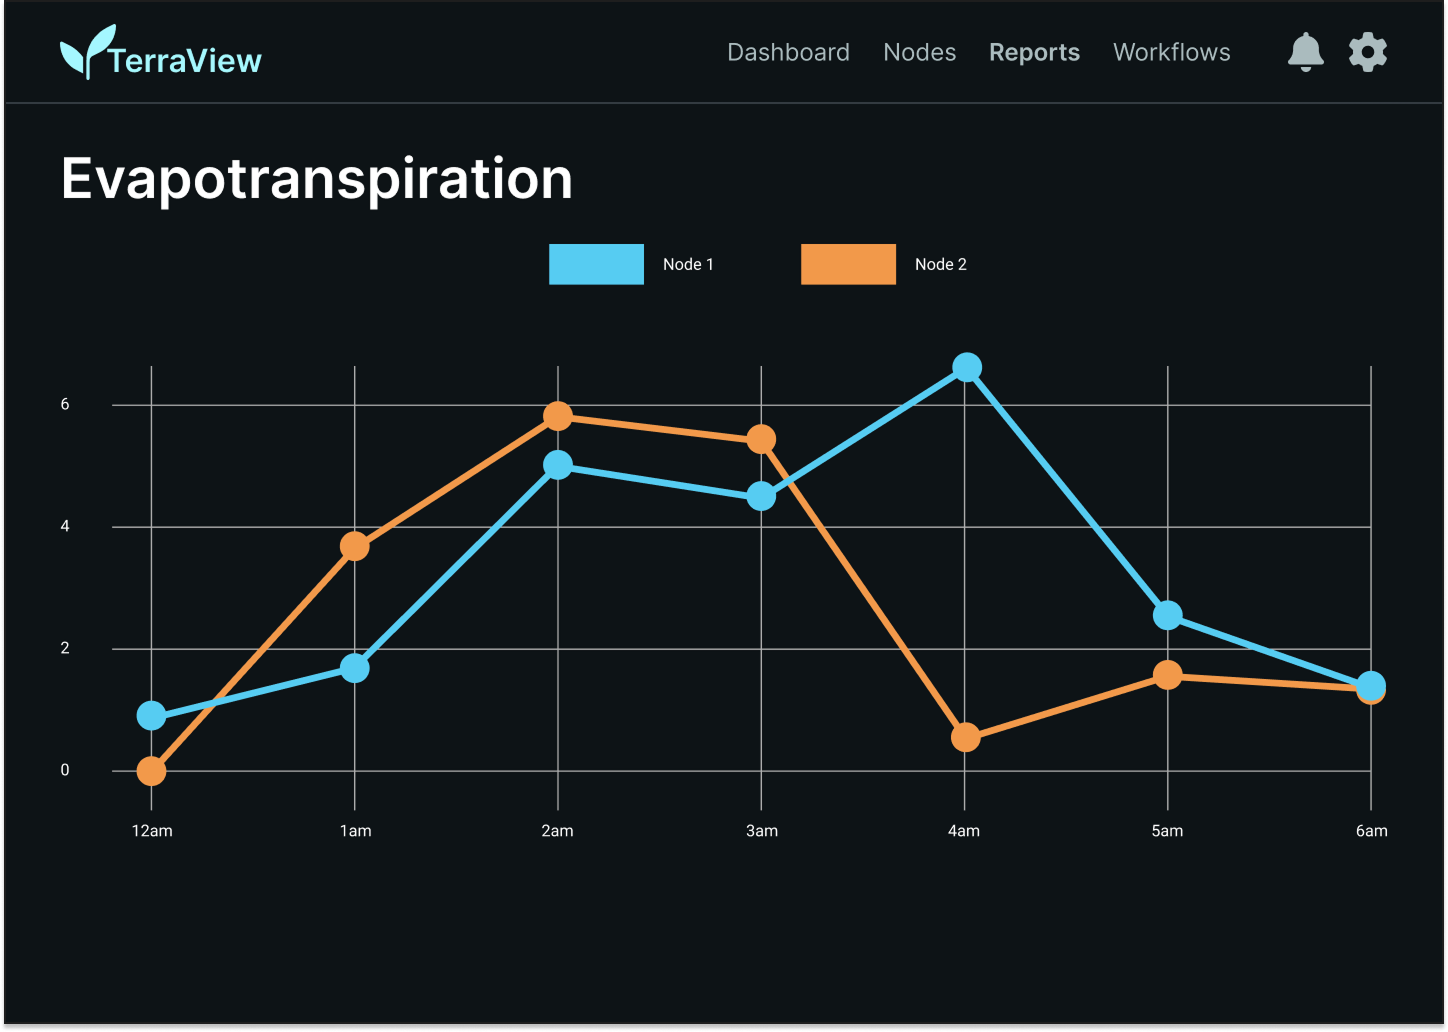 TerraView
Dashboard Nodes Reports Workflows
Evapotranspiration
Node 1 Node 2
6
4
2
0
12am 1am 2am 3am 4am 5am 6am